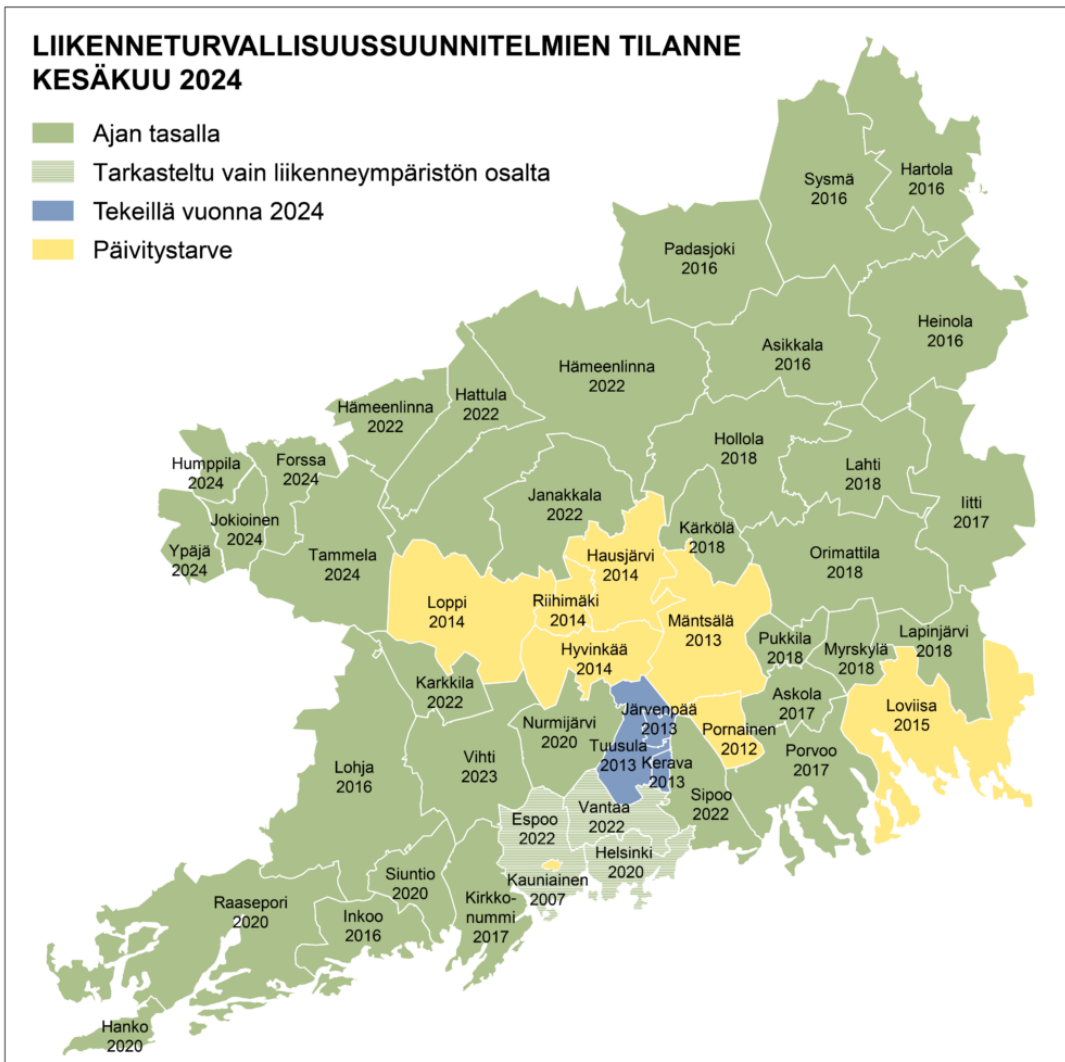 LIIKENNETURVALLISUUSSUUNNITELMIEN TILANNE
KESÄKUU 2024
Ajan tasalla
Tarkasteltu vain liikenneympäristön osalta
Tekeillä vuonna 2024
Päivitystarve
Sysmä
2016
Hartola
2016
Padasjoki
2016
Heinola
2016
Asikkala
2016
Hämeenlinna
2022
Hattula
2022
Hämeenlinna
2022
Hollola
2018
Lahti
2018
Iitti
2017
Humppila
2024
Forssa
2024
Jokioinen
2024
Ypäjä
2024
Tammela
2024
Janakkala
2022
Kärkölä
2018
Hausjärvi
2014
Orimattila
2018
Loppi
2014
Riihimäki
2014
Mäntsälä
2013
Hyvinkää
2014
Pukkila
2018
Myrskylä
2018
Lapinjärvi
2018
Karkkila
2022
Askola
2017
Loviisa
2015
Nurmijärvi
2020
Järvenpää
2013
Pornainen
2012
Tuusula
2013
Kerava
2013
Porvoo
2017
Vihti
2023
Lohja
2016
Sipoo
2022
Vantaa
2022
Espoo
2022
Helsinki
2020
Kauniainen
2007
Siuntio
2020
Kirkko-
nummi
2017
Raasepori
2020
Inkoo
2016
Hanko
2020